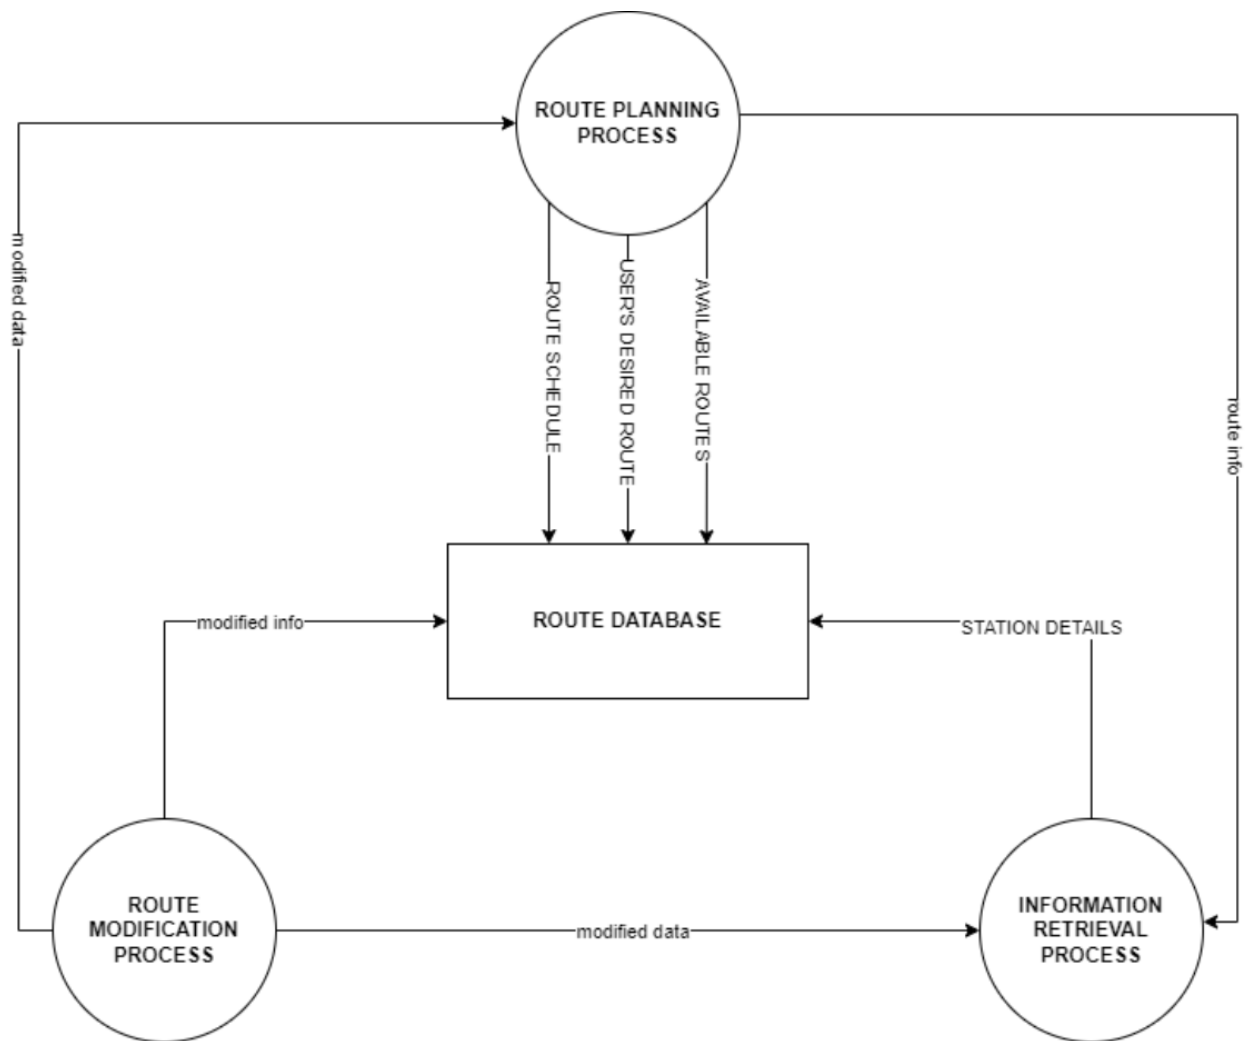 ROUTE PLANNING
PROCESS
modified data
ROUTE SCHEDULE
USER'S DESIRED ROUTE
AVAILABLE ROUTES
route info
modified info
ROUTE DATABASE
STATION DETAILS
ROUTE
MODIFICATION
PROCESS
modified data
INFORMATION
RETRIEVAL
PROCESS